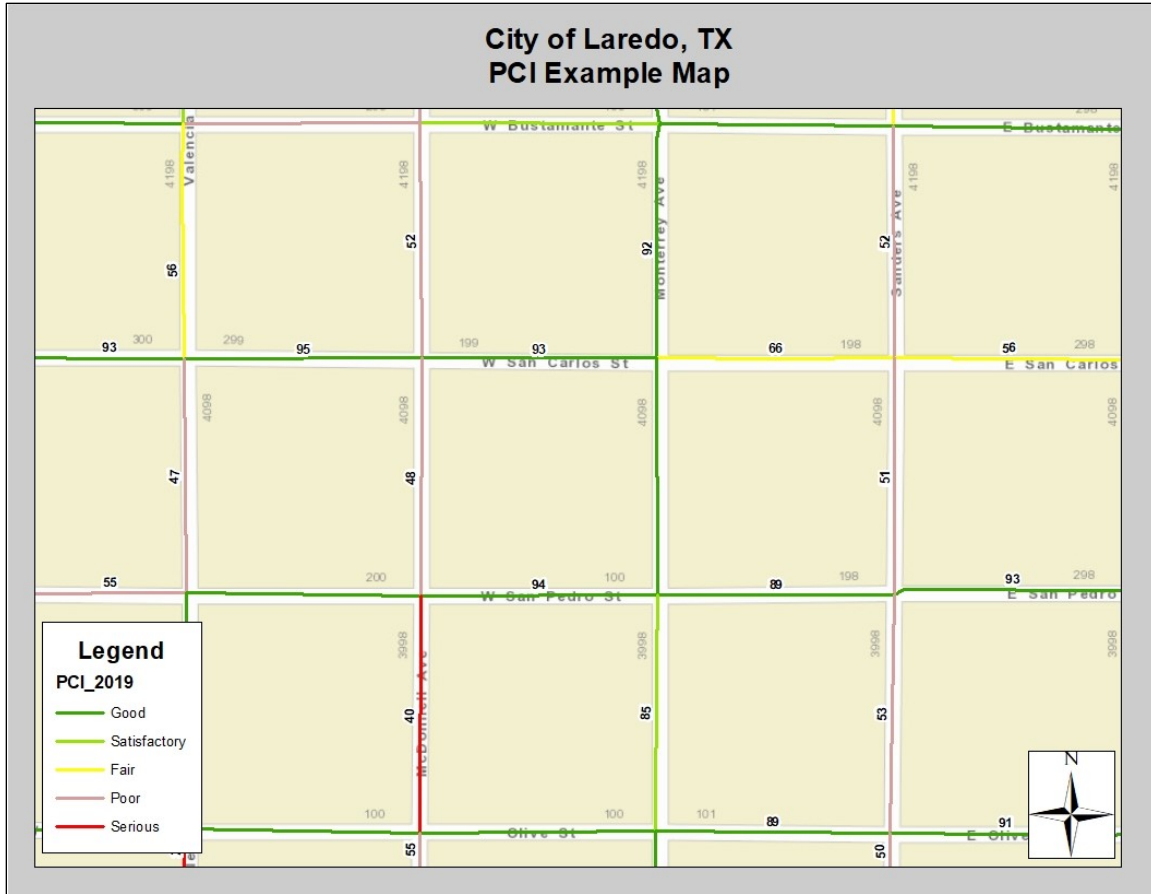 City of Laredo, TX
PCI Example Map
W Bustamante St
E Bustamante
298
Valencia
4198
4198
4198
4198
4198
Monterrey Ave
Sanders Ave
56
52
92
52
93
300
299
95
199
93
66
198
56
298
W San Carlos St
E San Carlos
4098
4098
4098
4098
4098
47
48
51
55
200
94
100
89
198
93
298
W San Pedro St
E San Pedro
3998
3998
3998
3998
McDonnell Ave
40
85
53
Legend
PCI_2019
Good
Satisfactory
Fair
Poor
Serious
N
100
100
101
89
91
Olive St
E Olive
55
50